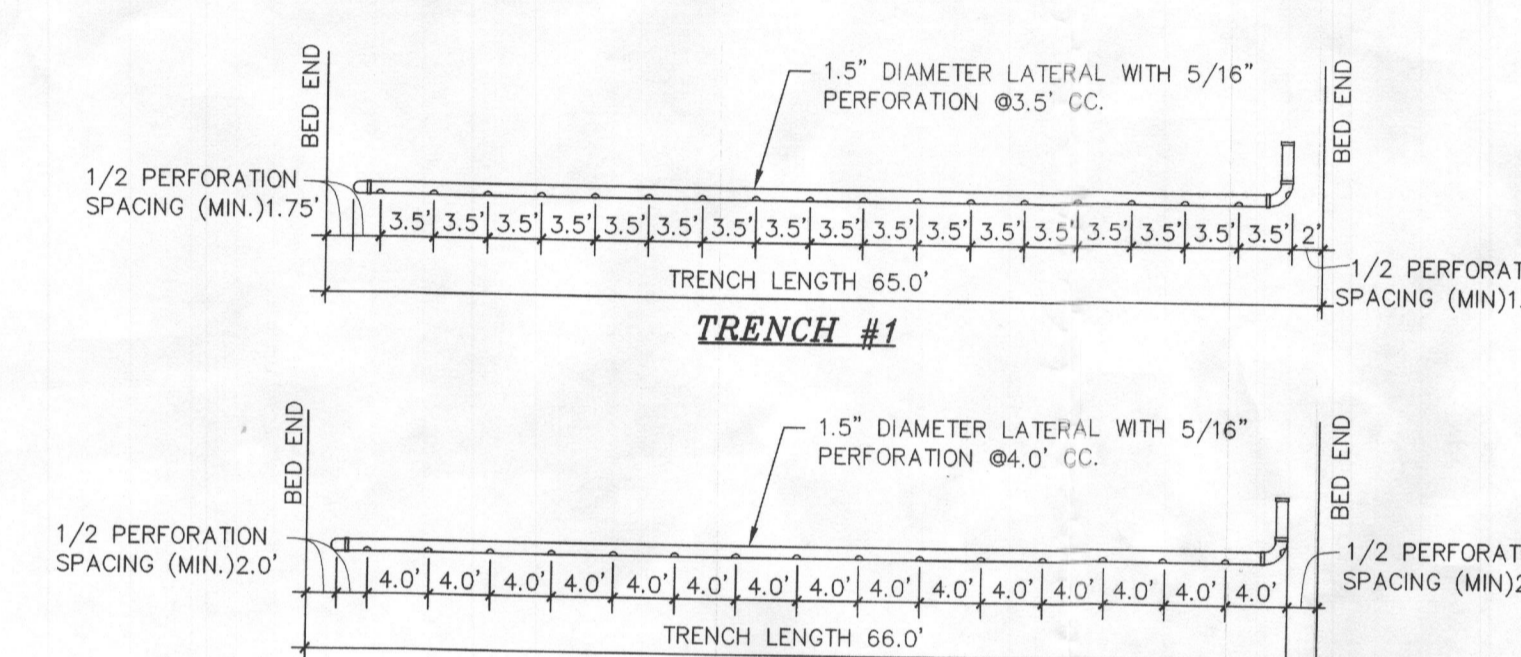 BED END
1.5" DIAMETER LATERAL WITH 5/16"
PERFORATION @3.5' CC.
BED END
1/2 PERFORATION
SPACING (MIN.)1.75'
3.5' 3.5' 3.5' 3.5' 3.5' 3.5' 3.5' 3.5' 3.5' 3.5' 3.5' 3.5' 3.5' 3.5' 3.5' 3.5' 3.5' 2'
1/2 PERFORAT
SPACING (MIN)1.
TRENCH LENGTH 65.0'
TRENCH #1
BED END
1.5" DIAMETER LATERAL WITH 5/16"
PERFORATION @4.0' CC.
BED END
1/2 PERFORATION
SPACING (MIN.)2.0'
4.0' 4.0' 4.0' 4.0' 4.0' 4.0' 4.0' 4.0' 4.0' 4.0' 4.0' 4.0' 4.0' 4.0' 4.0'
1/2 PERFORAT
SPACING (MIN)2
TRENCH LENGTH 66.0'